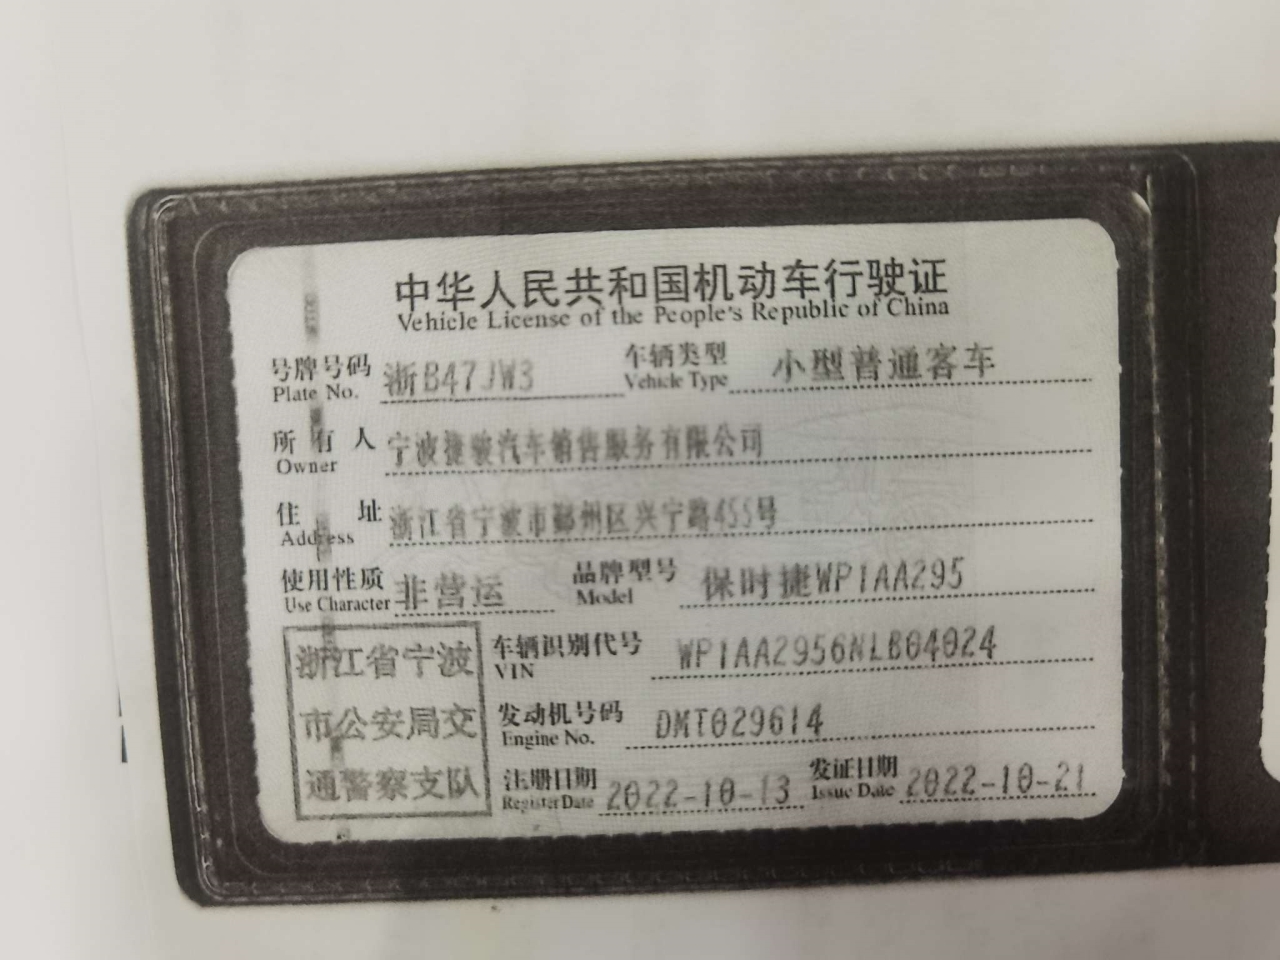 中华人民共和国机动车行驶证
Vehicle License of the People's Republic of China
号牌号码 浙B47JW3 车辆类型 小型普通客车
Plate No. Vehicle Type
所有人 宁波捷骏汽车销售服务有限公司
Owner
住址 浙江省宁波市鄞州区兴宁路455号
Address
使用性质 非营运 品牌型号 保时捷WP1AA295
Use Character Model
浙江省宁波 车辆识别代号 WP1AA2956NLB04024
VIN
市公安局交 发动机号码 DMT029614
Engine No.
通警察支队 注册日期 2022-10-13 发证日期 2022-10-21
Register Date Issue Date